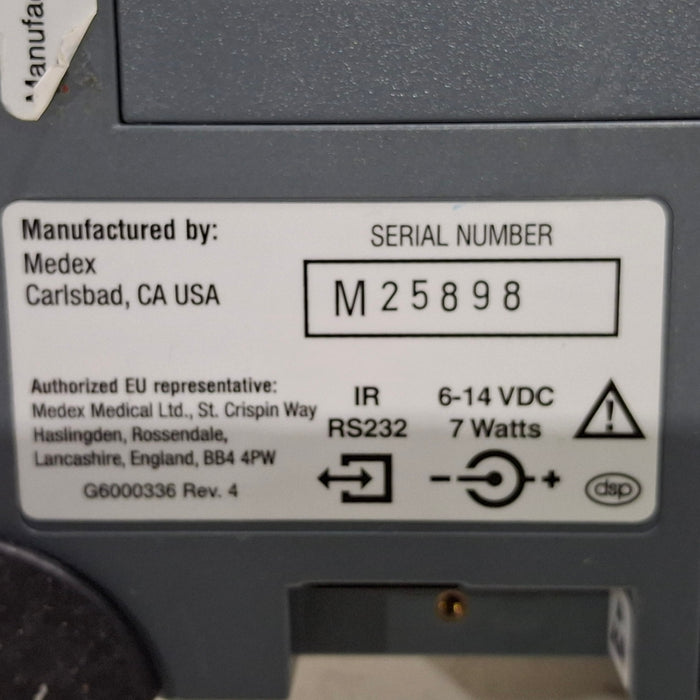 Manufac
Manufactured by:
Medex
Carlsbad, CA USA
SERIAL NUMBER
M25898
Authorized EU representative:
Medex Medical Ltd., St. Crispin Way
Haslingden, Rossendale,
Lancashire, England, BB4 4PW
G6000336 Rev. 4
IR
RS232
6-14 VDC
7 Watts
!
- +
dsp